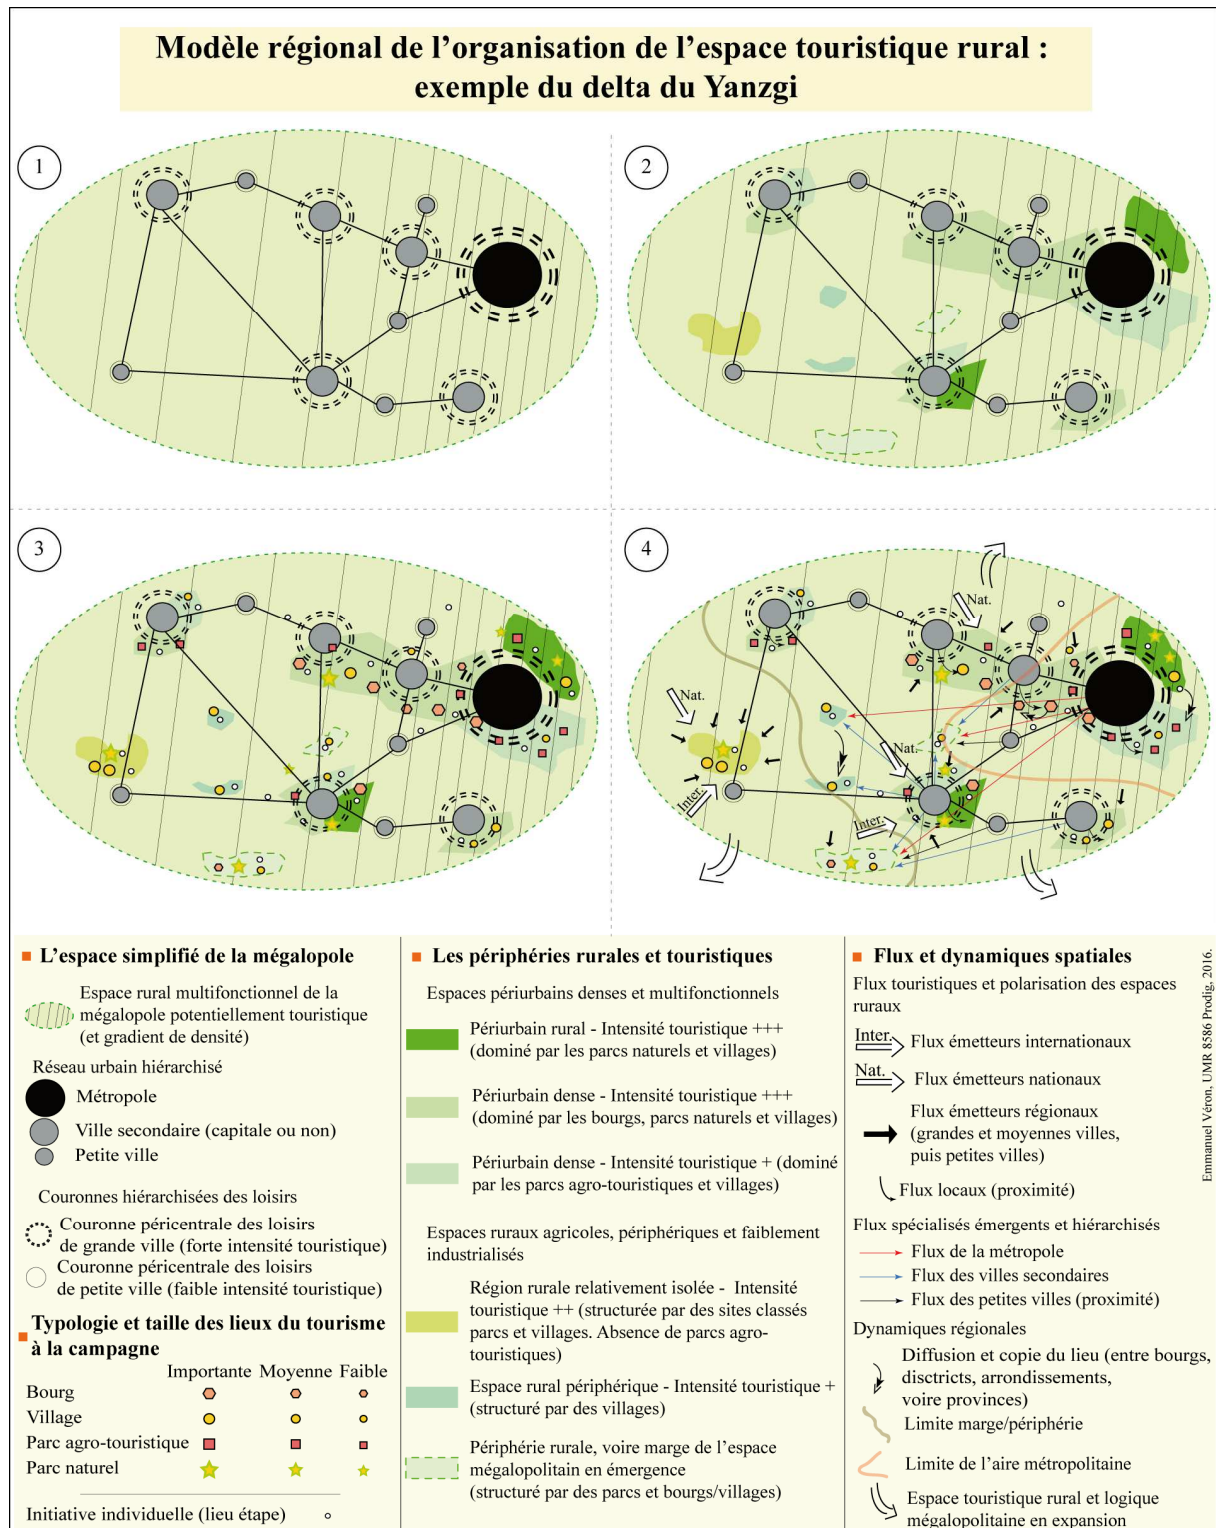 Modèle régional de l'organisation de l'espace touristique rural :
exemple du delta du Yanzgi
1
2
3
4
Nat.
Nat.
Nat.
Inter.
Inter.
L'espace simplifié de la mégalopole
Espace rural multifonctionnel de la
mégalopole potentiellement touristique
(et gradient de densité)
Réseau urbain hiérarchisé
Métropole
Ville secondaire (capitale ou non)
Petite ville
Couronnes hiérarchisées des loisirs
Couronne péricentrale des loisirs
de grande ville (forte intensité touristique)
Couronne péricentrale des loisirs
de petite ville (faible intensité touristique)
Typologie et taille des lieux du tourisme
à la campagne
Importante Moyenne Faible
Bourg
Village
Parc agro-touristique
Parc naturel
Initiative individuelle (lieu étape)
Les périphéries rurales et touristiques
Espaces périurbains denses et multifonctionnels
Périurbain rural - Intensité touristique +++
(dominé par les parcs naturels et villages)
Périurbain dense - Intensité touristique +++
(dominé par les bourgs, parcs naturels et villages)
Périurbain dense - Intensité touristique + (dominé
par les parcs agro-touristiques et villages)
Espaces ruraux agricoles, périphériques et faiblement
industrialisés
Région rurale relativement isolée - Intensité
touristique ++ (structurée par des sites classés
parcs et villages. Absence de parcs agro-
touristiques)
Espace rural périphérique - Intensité touristique +
(structuré par des villages)
Périphérie rurale, voire marge de l'espace
mégalopolitain en émergence
(structuré par des parcs et bourgs/villages)
Flux et dynamiques spatiales
Flux touristiques et polarisation des espaces
ruraux
Inter. Flux émetteurs internationaux
Nat. Flux émetteurs nationaux
Flux émetteurs régionaux
(grandes et moyennes villes,
puis petites villes)
Flux locaux (proximité)
Flux spécialisés émergents et hiérarchisés
Flux de la métropole
Flux des villes secondaires
Flux des petites villes (proximité)
Dynamiques régionales
Diffusion et copie du lieu (entre bourgs,
disctricts, arrondissements,
voire provinces)
Limite marge/périphérie
Limite de l'aire métropolitaine
Espace touristique rural et logique
mégalopolitaine en expansion
Emmanuel Véron, UMR 8586 Prodig, 2016.